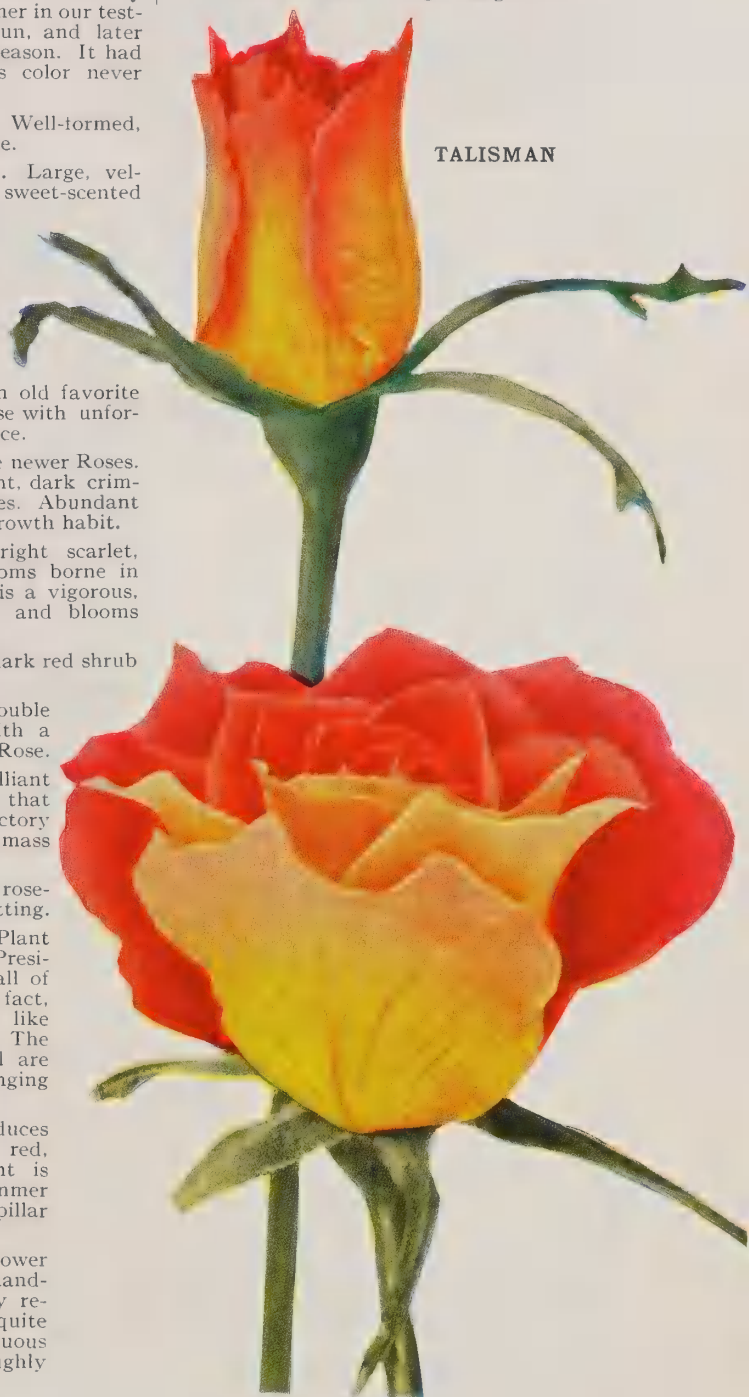 ner in our test-
un, and later
eason. It had
s color never
Well-formed,
e.
. Large, vel-
sweet-scented
TALISMAN
n old favorite
se with unfor-
ce.
e newer Roses.
nt, dark crim-
es. Abundant
rowth habit.
right scarlet,
oms borne in
is a vigorous,
and blooms
ark red shrub
ouble
ith a
Rose.
lliant
that
ctory
mass
rose-
tting.
Plant
Presi-
all of
fact,
like
The
l are
nging
duces
red,
nt is
nmer
pillar
ower
and-
y re-
quite
uous
ughly